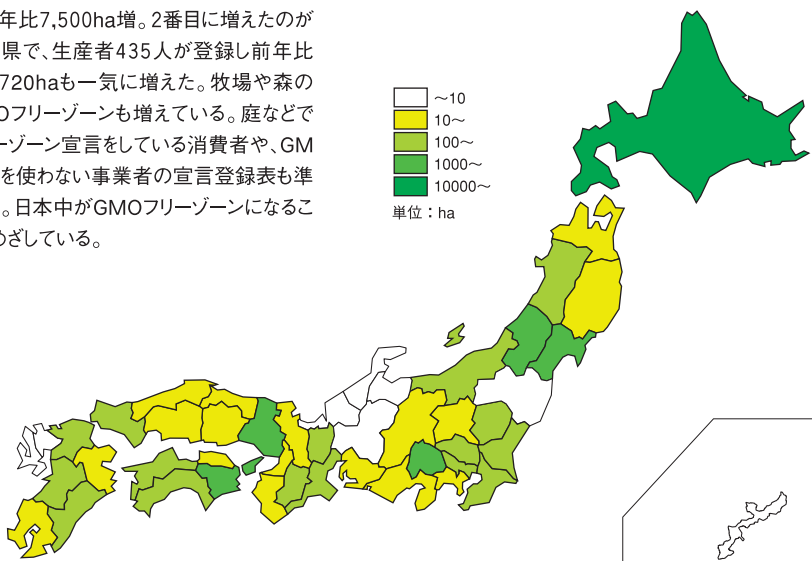 年比7,500ha増。2番目に増えたのが
県で、生産者435人が登録し前年比
720haも一気に増えた。牧場や森の
Oフリーゾーンも増えている。庭などで
ーゾーン宣言をしている消費者や、GM
を使わない事業者の宣言登録表も準
。日本中がGMOフリーゾーンになるこ
めざしている。
～10
10～
100～
1000～
10000～
単位：ha